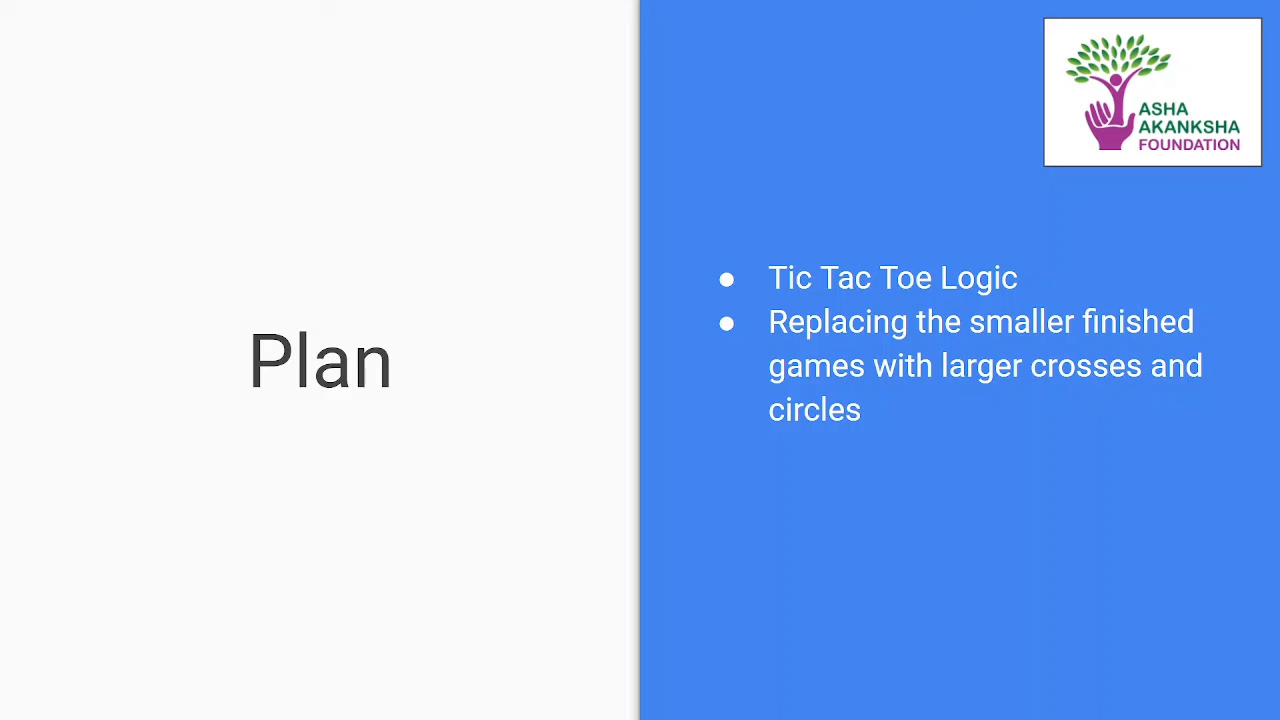 ASHA
AKANKSHA
FOUNDATION
Plan
● Tic Tac Toe Logic
● Replacing the smaller finished
games with larger crosses and
circles